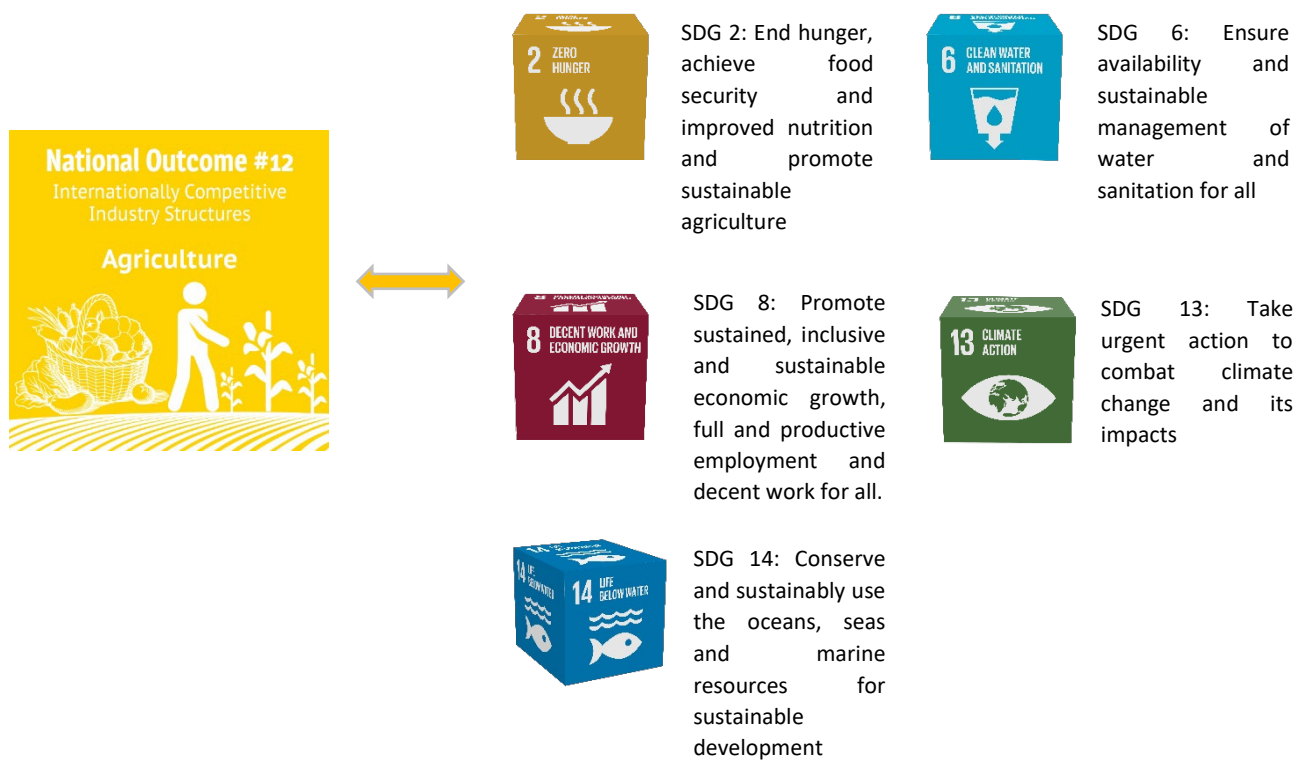 National Outcome #12
Internationally Competitive
Industry Structures
Agriculture
2 ZERO
HUNGER
SDG 2: End hunger,
achieve food
security and
improved nutrition
and promote
sustainable
agriculture
6 CLEAN WATER
AND SANITATION
SDG 6: Ensure
availability and
sustainable
management of
water and
sanitation for all
8 DECENT WORK AND
ECONOMIC GROWTH
SDG 8: Promote
sustained, inclusive
and sustainable
economic growth,
full and productive
employment and
decent work for all.
13 CLIMATE
ACTION
SDG 13: Take
urgent action to
combat climate
change and its
impacts
14 LIFE
BELOW WATER
14 LIFE
BELOW WATER
SDG 14: Conserve
and sustainably use
the oceans, seas
and marine
resources for
sustainable
development